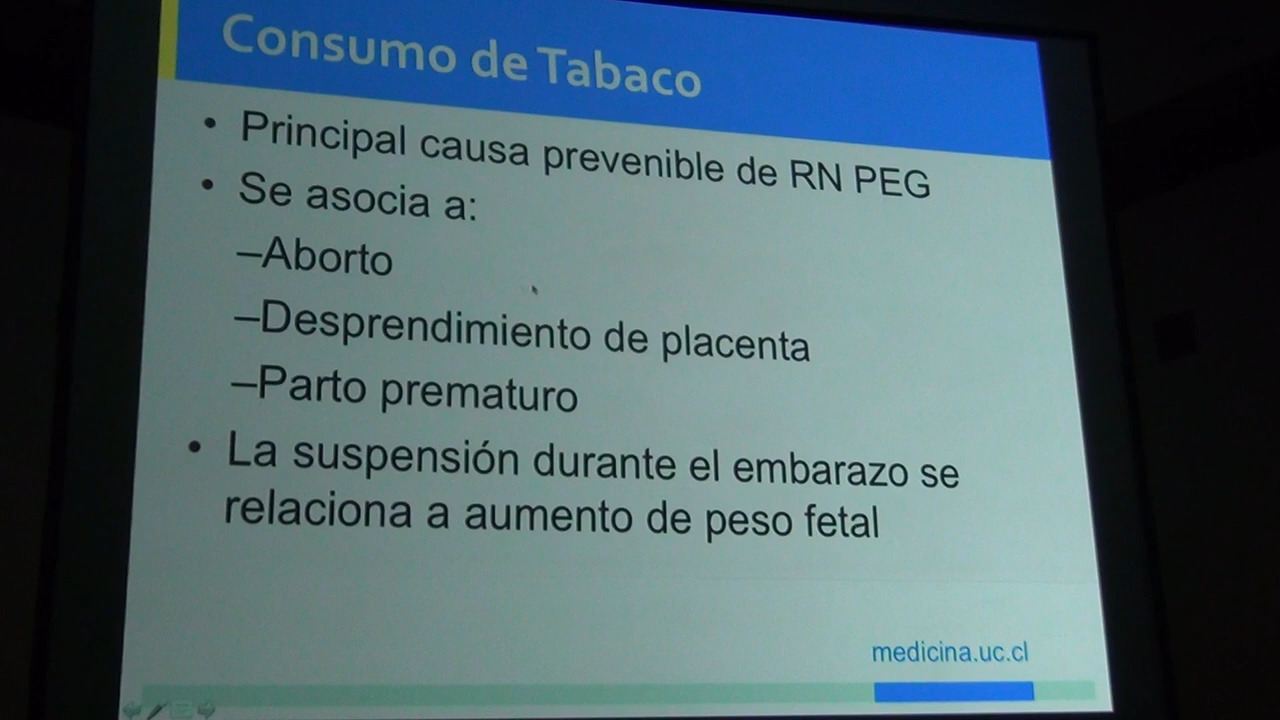 Consumo de Tabaco
• Principal causa prevenible de RN PEG
• Se asocia a:
–Aborto
–Desprendimiento de placenta
–Parto prematuro
• La suspensión durante el embarazo se
relaciona a aumento de peso fetal
medicina.uc.cl